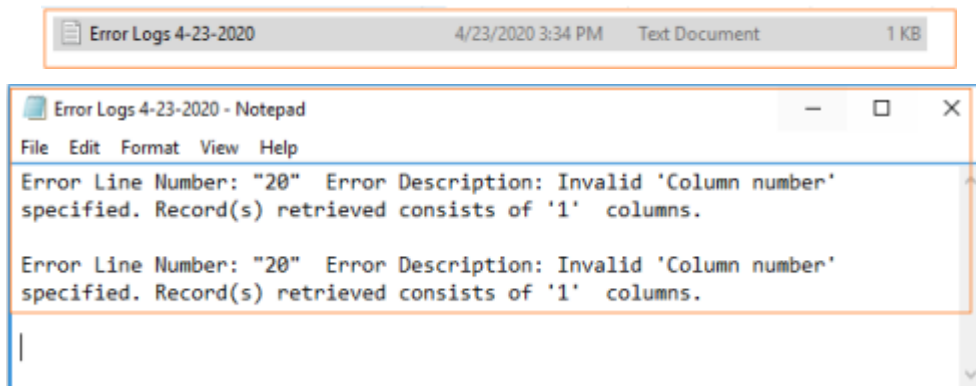 Error Logs 4-23-2020 4/23/2020 3:34 PM Text Document 1 KB
Error Logs 4-23-2020 - Notepad
File Edit Format View Help
Error Line Number: "20"  Error Description: Invalid 'Column number'
specified. Record(s) retrieved consists of '1'  columns.
Error Line Number: "20"  Error Description: Invalid 'Column number'
specified. Record(s) retrieved consists of '1'  columns.